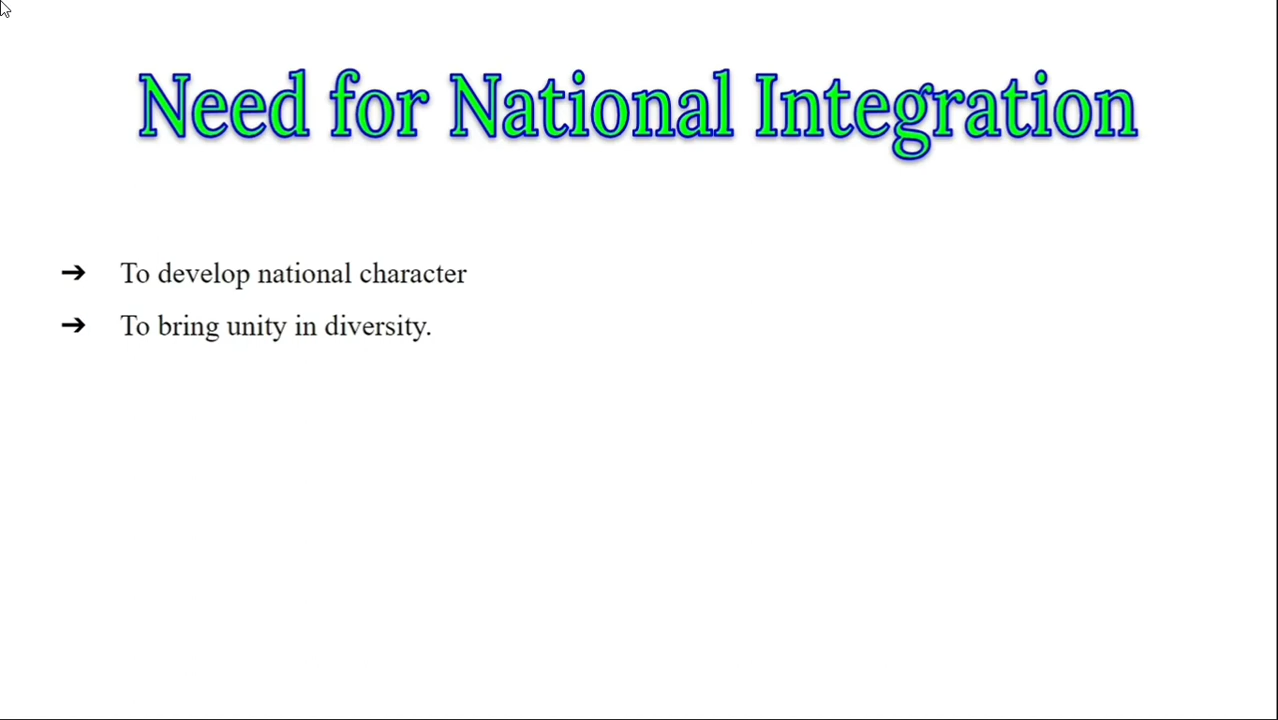 Need for National Integration
➔ To develop national character
➔ To bring unity in diversity.